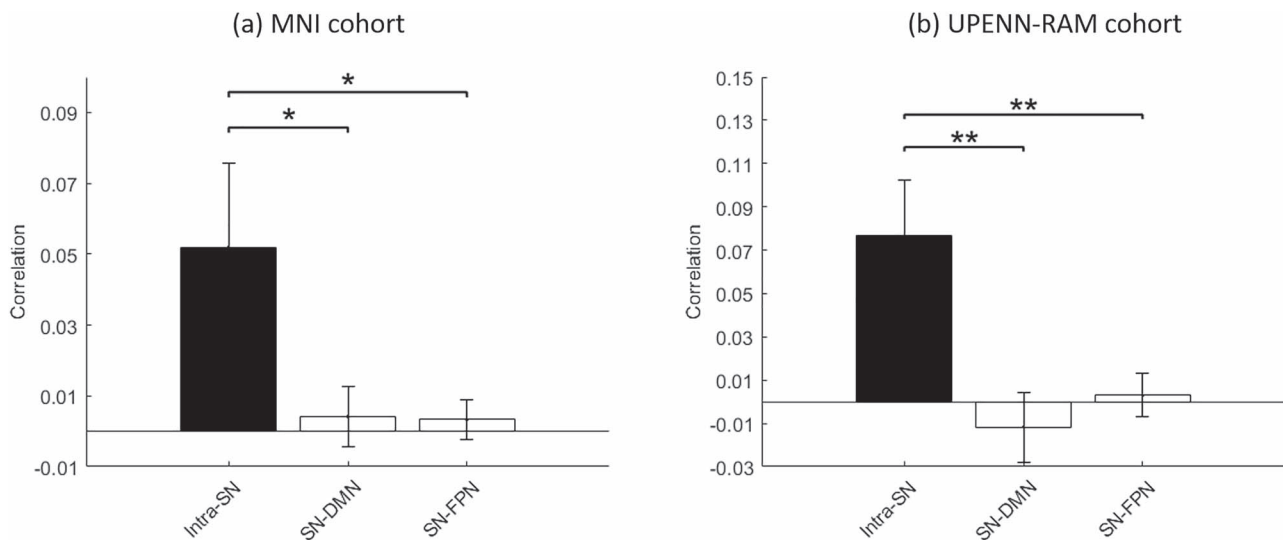 (a) MNI cohort
*
*
0.09
0.07
0.05
0.03
0.01
-0.01
Correlation
Intra-SN
SN-DMN
SN-FPN
(b) UPENN-RAM cohort
**
**
0.15
0.13
0.11
0.09
0.07
0.05
0.03
0.01
-0.01
-0.03
Correlation
Intra-SN
SN-DMN
SN-FPN